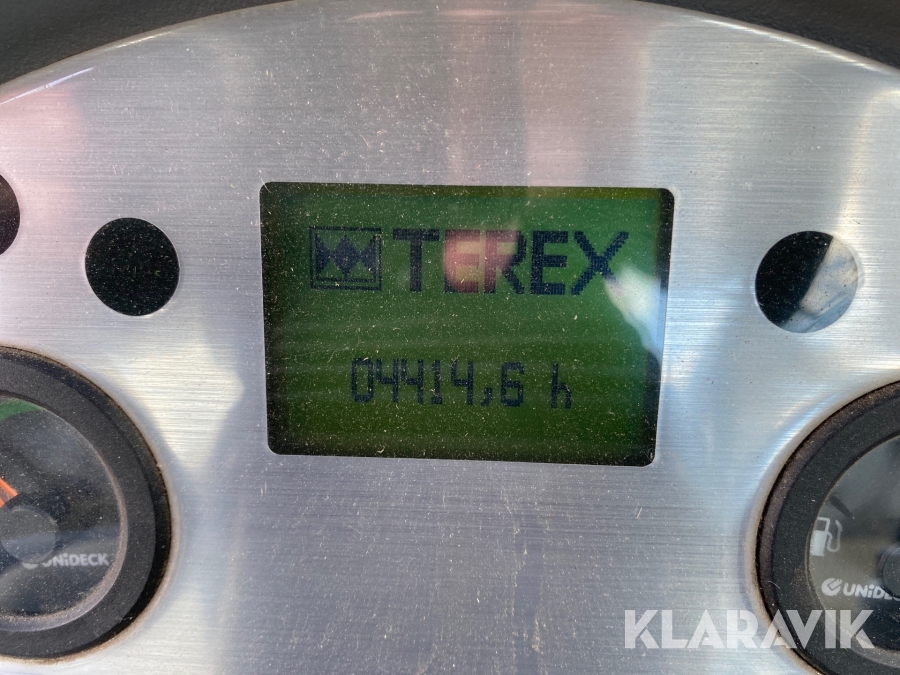 TEREX
04414,6 h
UNiDECK
UNiDECK
KLARAVIK